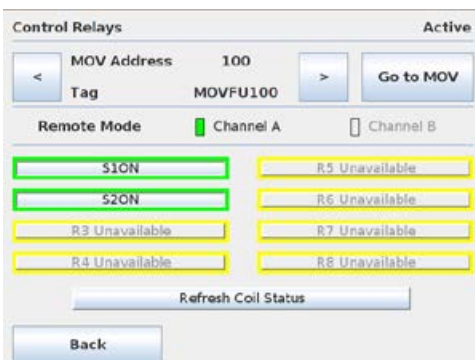 Control Relays Active
< MOV Address 100 > Go to MOV
Tag MOVFU100
Remote Mode Channel A Channel B
S1ON R5 Unavailable
S2ON R6 Unavailable
R3 Unavailable R7 Unavailable
R4 Unavailable R8 Unavailable
Refresh Coil Status
Back